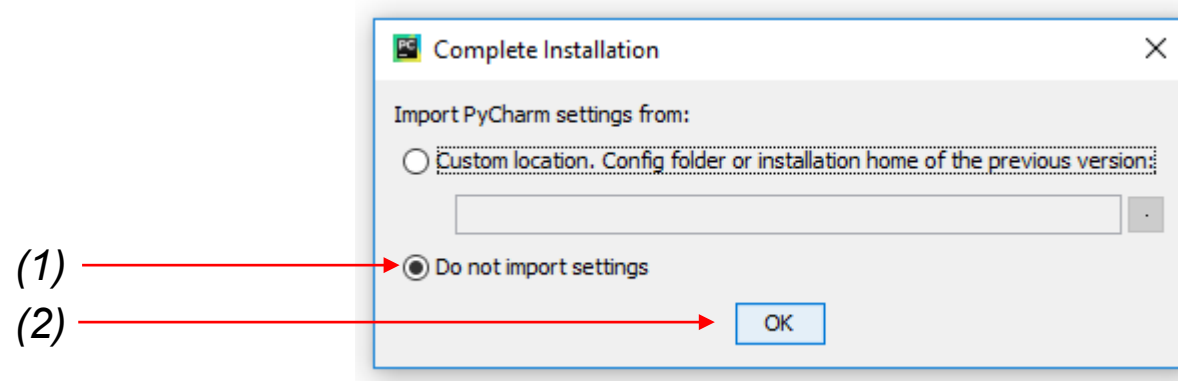 PC
Complete Installation
Import PyCharm settings from:
Custom location. Config folder or installation home of the previous version:
.
(1)
Do not import settings
(2)
OK